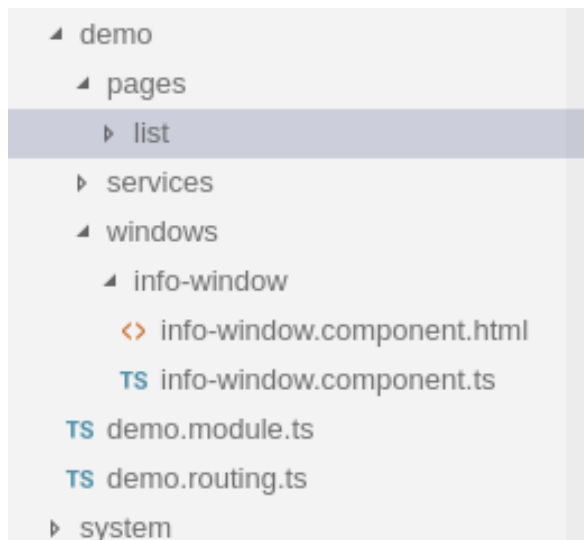 demo
pages
list
services
windows
info-window
<> info-window.component.html
TS info-window.component.ts
TS demo.module.ts
TS demo.routing.ts
system